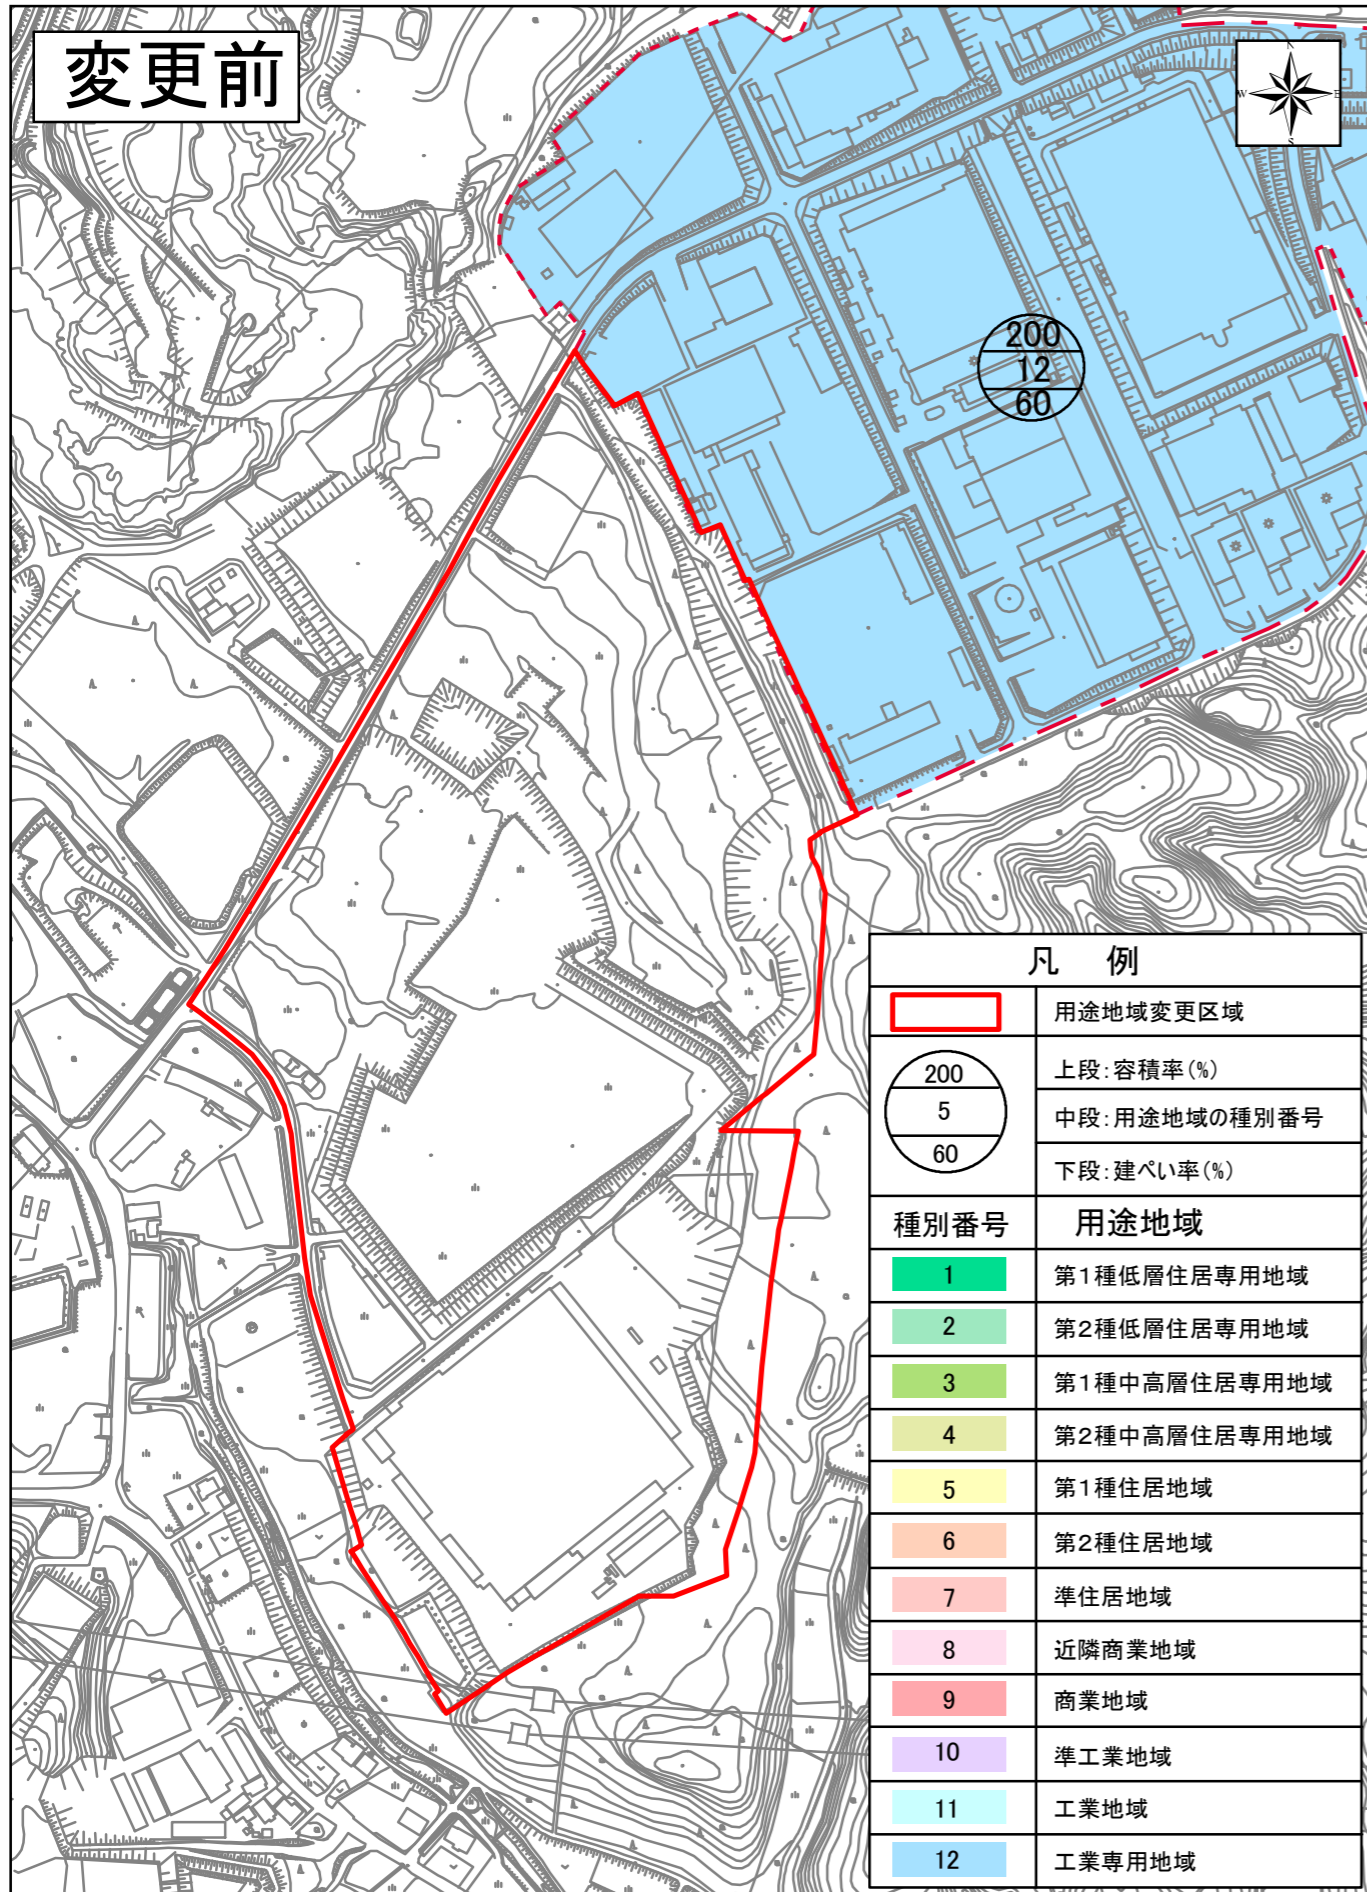 変更前
N
W
E
S
200
12
60
凡 例
用途地域変更区域
200
5
60
上段:容積率(%)
中段:用途地域の種別番号
下段:建ぺい率(%)
種別番号 用途地域
1 第1種低層住居専用地域
2 第2種低層住居専用地域
3 第1種中高層住居専用地域
4 第2種中高層住居専用地域
5 第1種住居地域
6 第2種住居地域
7 準住居地域
8 近隣商業地域
9 商業地域
10 準工業地域
11 工業地域
12 工業専用地域